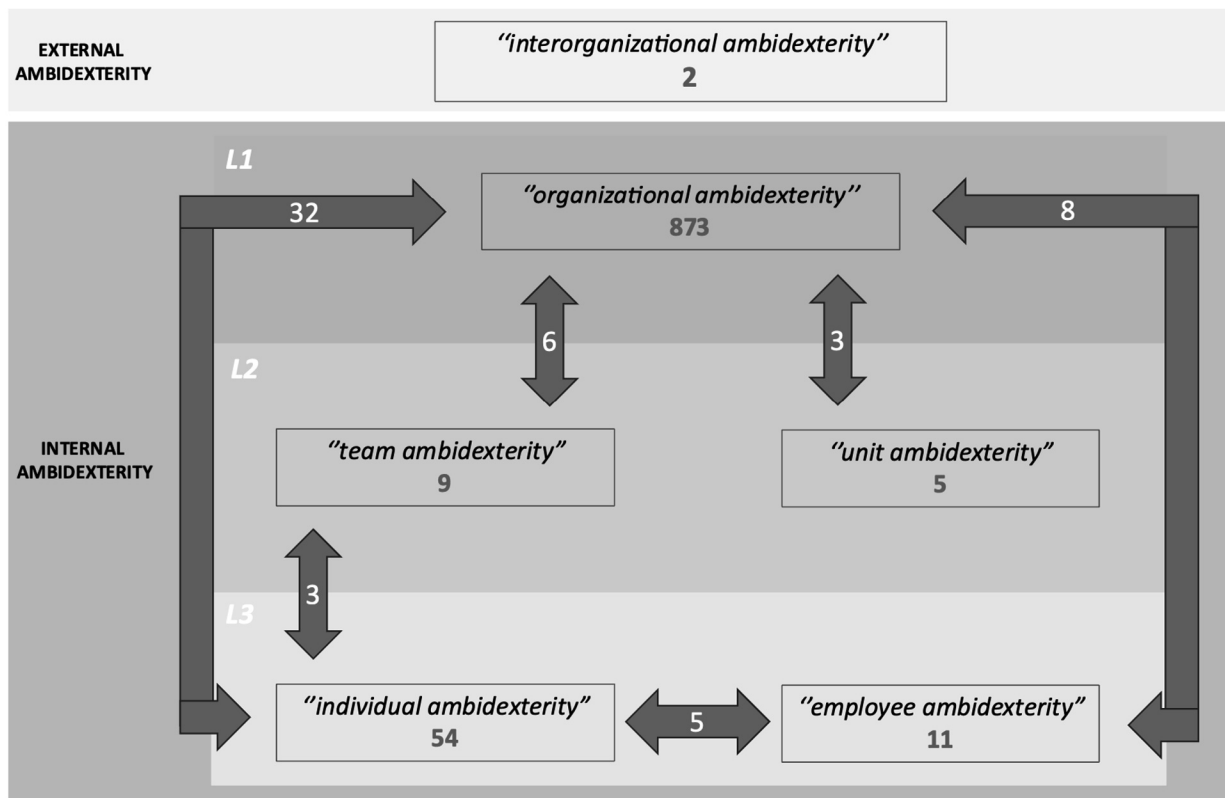 EXTERNAL
AMBIDEXTERITY
‘‘interorganizational ambidexterity’’
2
L1
‘‘organizational ambidexterity’’
873
32
8
6
3
L2
INTERNAL
AMBIDEXTERITY
‘‘team ambidexterity’’
9
‘‘unit ambidexterity’’
5
3
L3
‘‘individual ambidexterity’’
54
5
‘‘employee ambidexterity’’
11